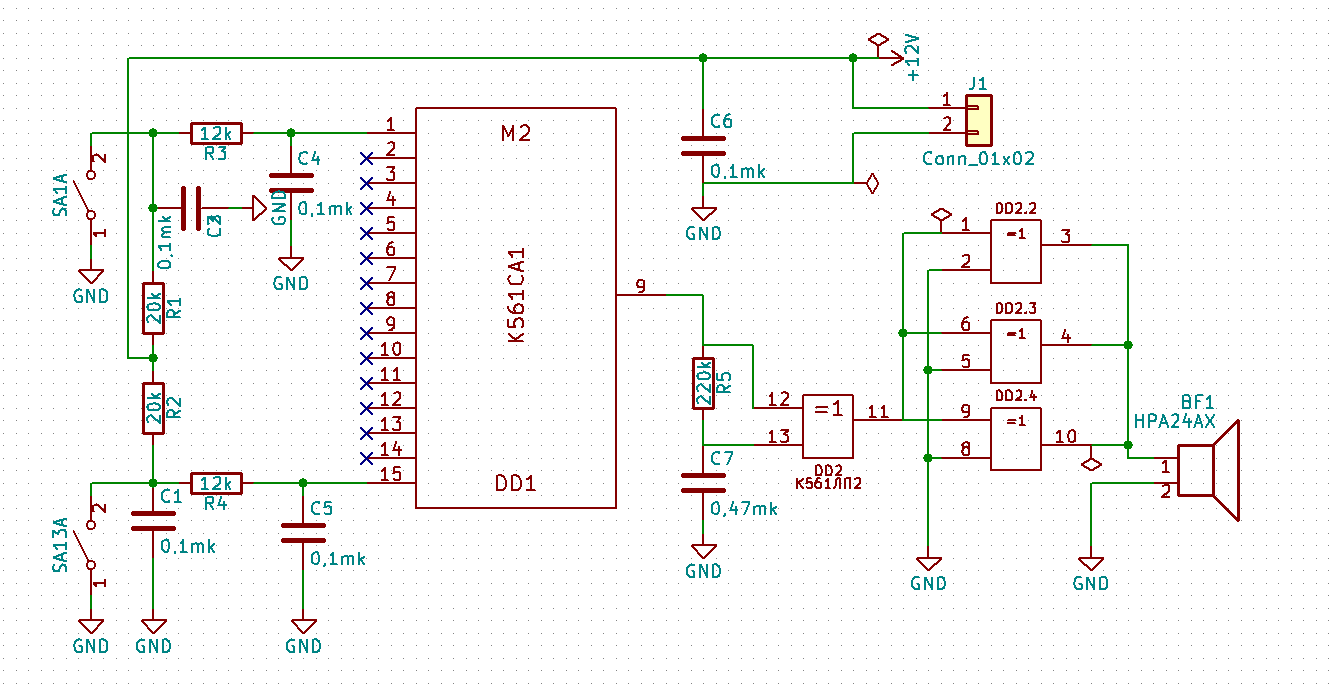 +12V
J1
1
2
Conn_01x02
C6
0,1mk
GND
SA1A
2
1
GND
12k
R3
C4
0,1mk
GND
GND
0,1mk
20k
R1
20k
R2
12k
R4
C1
0,1mk
GND
SA13A
2
1
GND
C5
0,1mk
GND
M2
K561CA1
DD1
1
2
3
4
5
6
7
8
9
10
11
12
13
14
15
9
220k
R5
C7
0,47mk
GND
12
13
=1
11
DD2
К561ЛП2
DD2.2
1
2
=1
3
DD2.3
6
5
=1
4
DD2.4
9
8
=1
10
GND
BF1
HPA24AX
1
2
GND